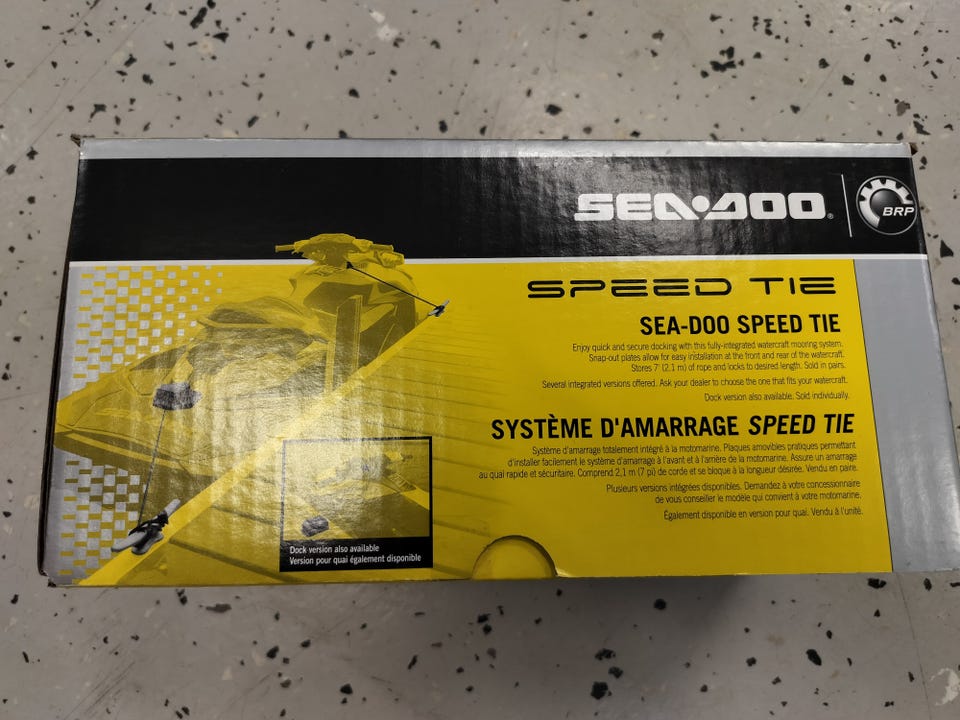 SEA-DOO®
BRP
SPEED TIE
SEA-DOO SPEED TIE
Enjoy quick and secure docking with this fully-integrated watercraft mooring system.
Snap-out plates allow for easy installation at the front and rear of the watercraft.
Stores 7' (2.1 m) of rope and locks to desired length. Sold in pairs.
Several integrated versions offered. Ask your dealer to choose the one that fits your watercraft.
Dock version also available. Sold individually.
SYSTÈME D'AMARRAGE SPEED TIE
Système d'amarrage totalement intégré à la motomarine. Plaques amovibles pratiques permettant
d'installer facilement le système d'amarrage à l'avant et à l'arrière de la motomarine. Assure un amarrage
au quai rapide et sécuritaire. Comprend 2,1 m (7 pi) de corde et se bloque à la longueur désirée. Vendu en paire.
Plusieurs versions intégrées disponibles. Demandez à votre concessionnaire
de vous conseiller le modèle qui convient à votre motomarine.
Également disponible en version pour quai. Vendu à l'unité.
Dock version also available
Version pour quai également disponible